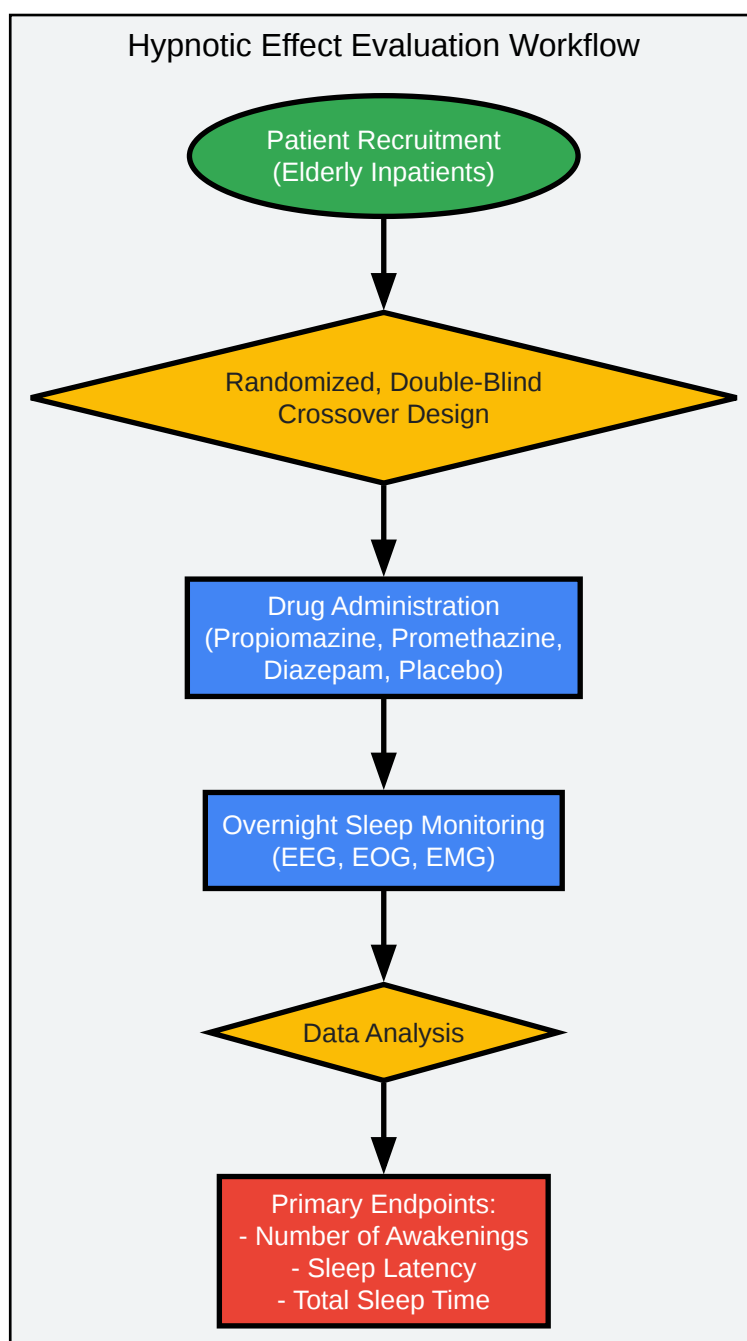 Hypnotic Effect Evaluation Workflow
Patient Recruitment
(Elderly Inpatients)
Randomized, Double-Blind
Crossover Design
Drug Administration
(Propiomazine, Promethazine,
Diazepam, Placebo)
Overnight Sleep Monitoring
(EEG, EOG, EMG)
Data Analysis
Primary Endpoints:
- Number of Awakenings
- Sleep Latency
- Total Sleep Time